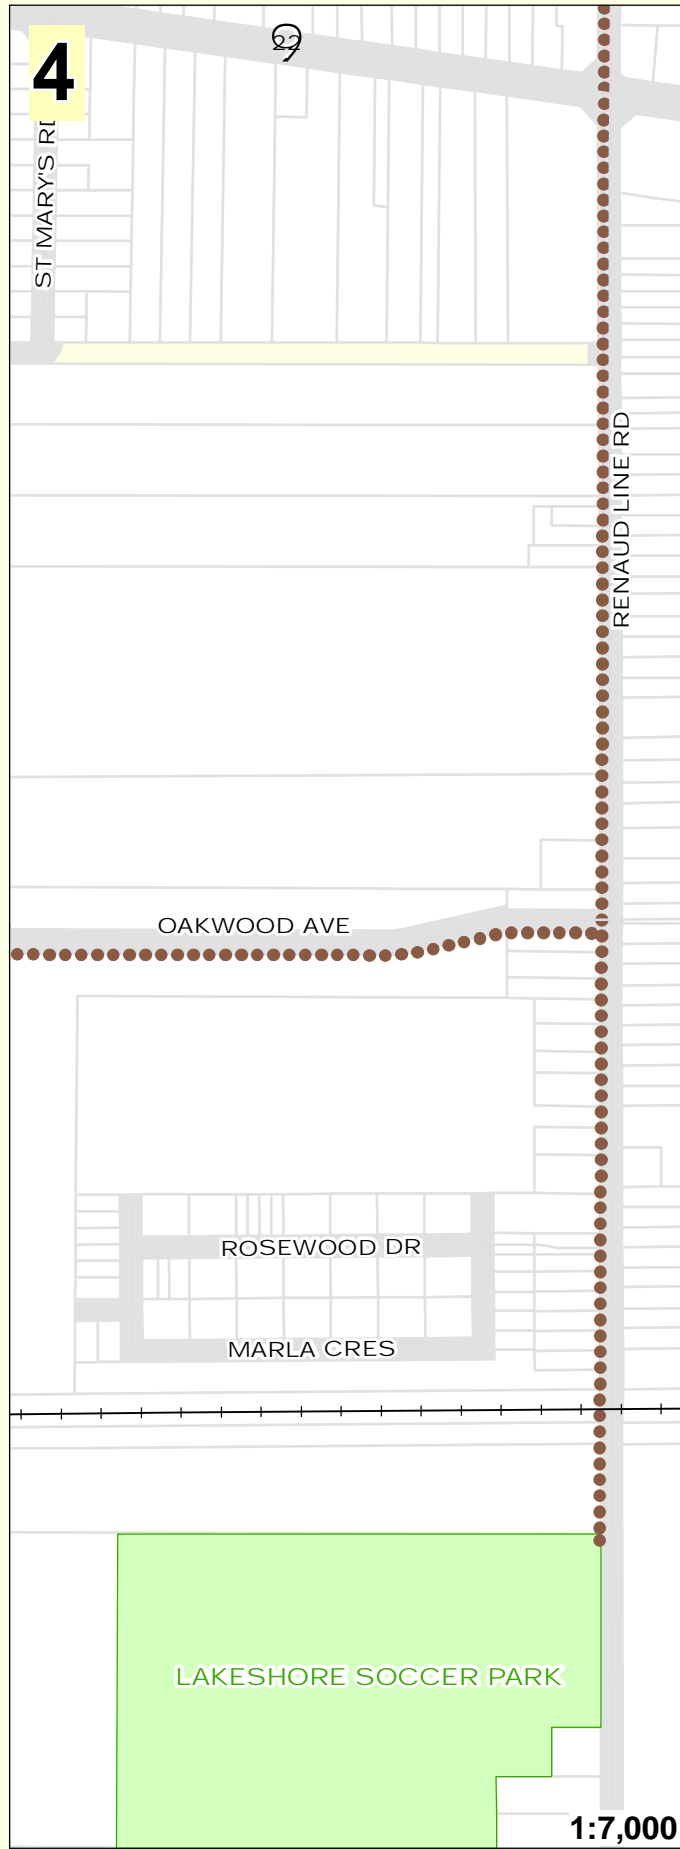 4
22
ST MARY'S RD
RENAUD LINE RD
OAKWOOD AVE
ROSEWOOD DR
MARLA CRES
LAKESHORE SOCCER PARK
1:7,000